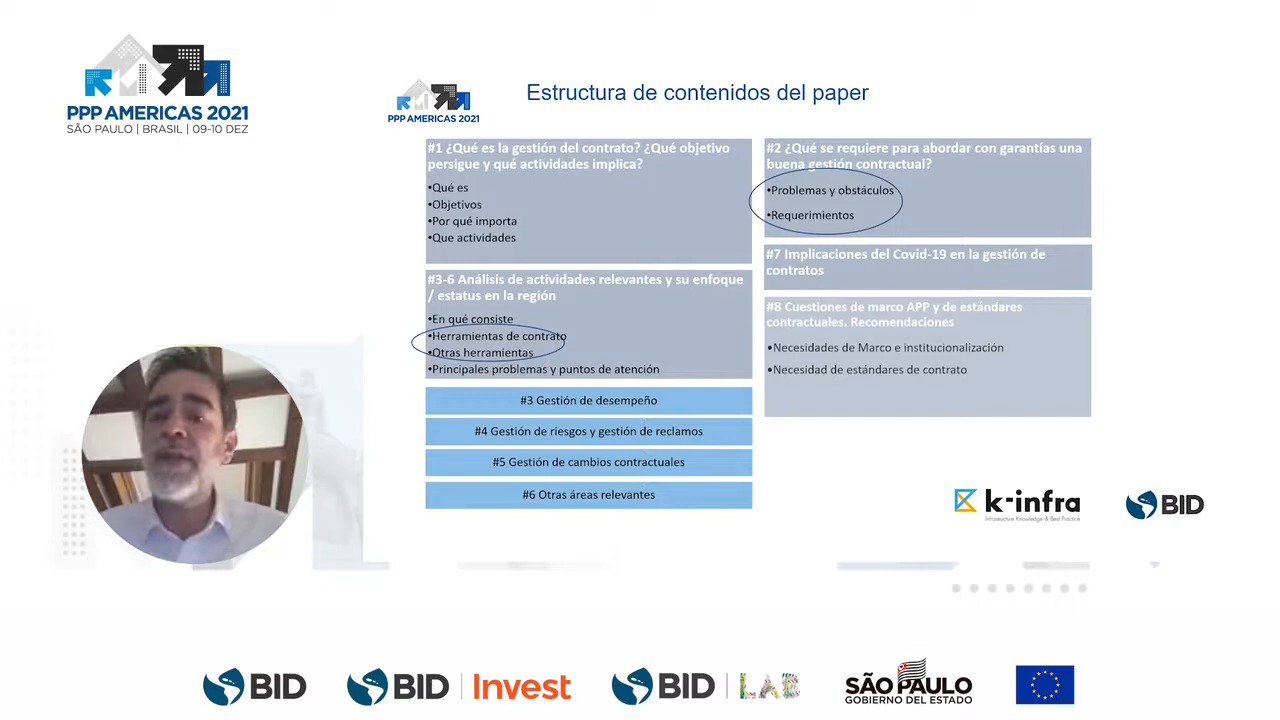 PPP AMERICAS 2021
SÃO PAULO | BRASIL | 09-10 DEZ
PPP AMERICAS 2021
Estructura de contenidos del paper
#1 ¿Qué es la gestión del contrato? ¿Qué objetivo
persigue y qué actividades implica?
•Qué es
•Objetivos
•Por qué importa
•Que actividades
#3-6 Análisis de actividades relevantes y su enfoque
/ estatus en la región
•En qué consiste
•Herramientas de contrato
•Otras herramientas
•Principales problemas y puntos de atención
#3 Gestión de desempeño
#4 Gestión de riesgos y gestión de reclamos
#5 Gestión de cambios contractuales
#6 Otras áreas relevantes
#2 ¿Qué se requiere para abordar con garantías una
buena gestión contractual?
•Problemas y obstáculos
•Requerimientos
#7 Implicaciones del Covid-19 en la gestión de
contratos
#8 Cuestiones de marco APP y de estándares
contractuales. Recomendaciones
•Necesidades de Marco e institucionalización
•Necesidad de estándares de contrato
k-infra
Infrastructure Knowledge & Best Practice
BID
BID
BID | Invest
BID | LAB
SÃO PAULO
GOVERNO DO ESTADO